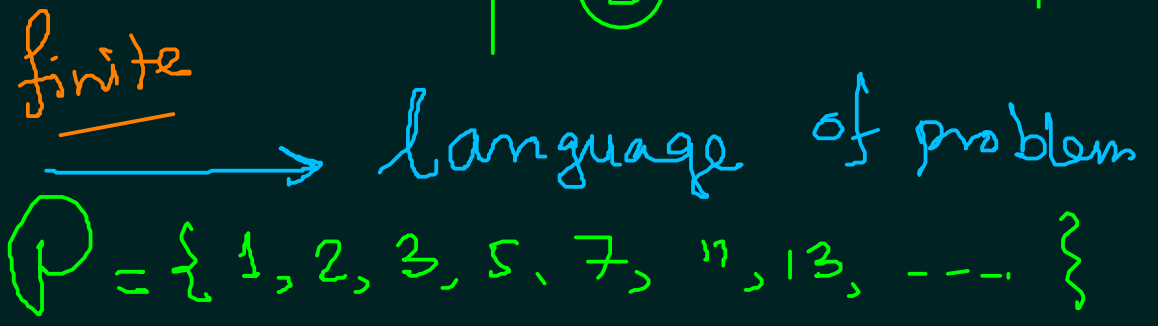 finite
→ language of problem
P = { 1, 2, 3, 5, 7, 11, 13, ---- }